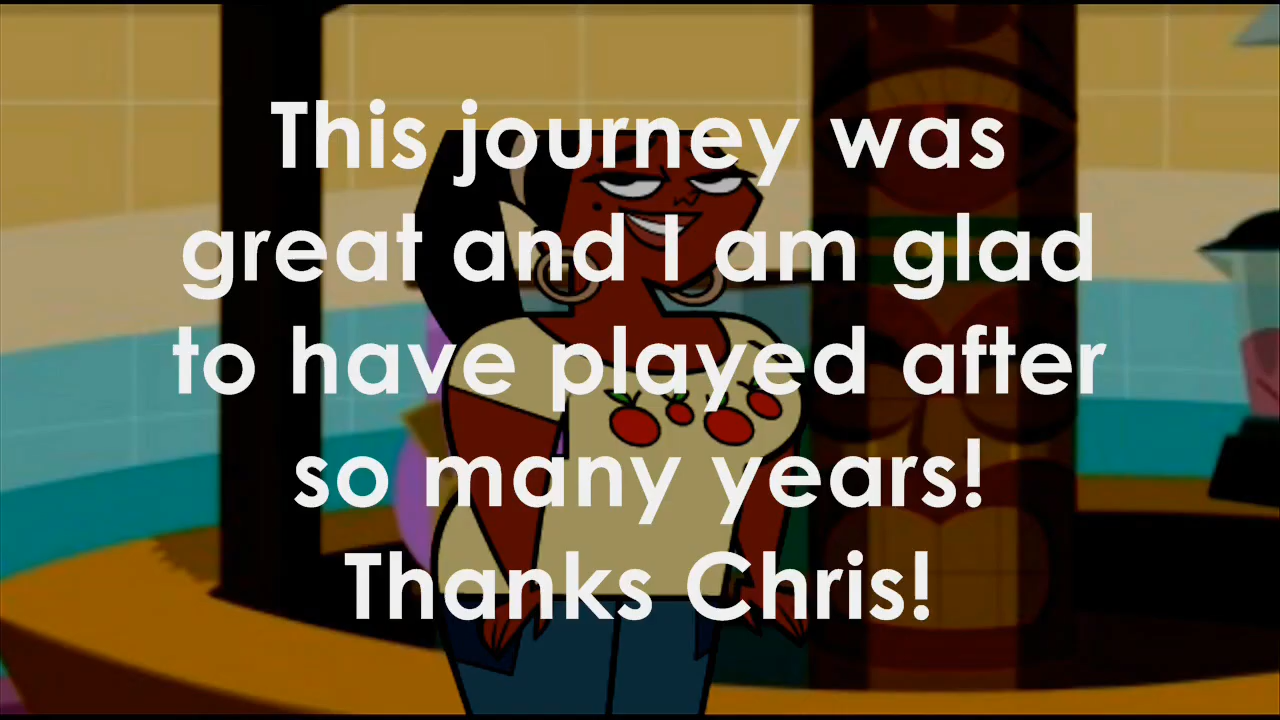 This journey was
great and I am glad
to have played after
so many years!
Thanks Chris!